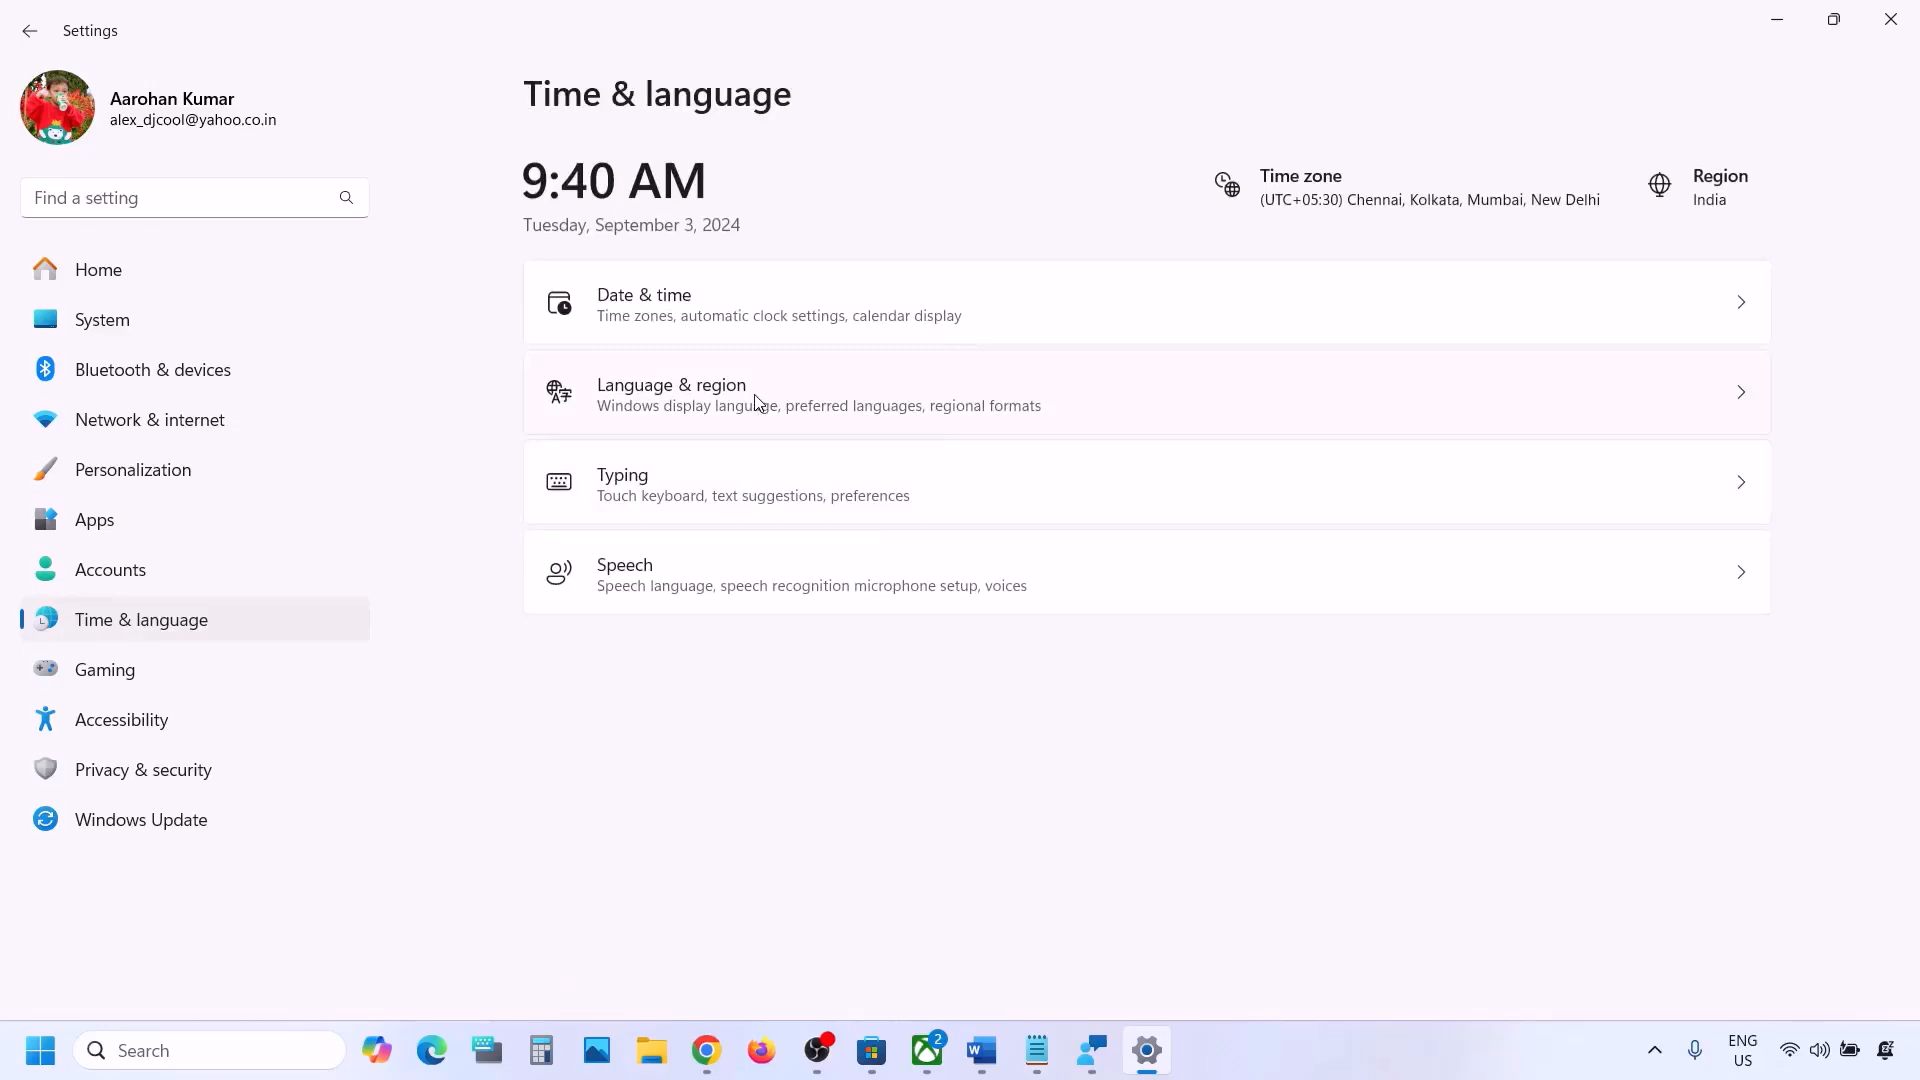 Settings
Aarohan Kumar
alex_djcool@yahoo.co.in
Find a setting
Home
System
Bluetooth & devices
Network & internet
Personalization
Apps
Accounts
Time & language
Gaming
Accessibility
Privacy & security
Windows Update
Time & language
9:40 AM
Tuesday, September 3, 2024
Time zone
(UTC+05:30) Chennai, Kolkata, Mumbai, New Delhi
Region
India
Date & time
Time zones, automatic clock settings, calendar display
Language & region
Windows display language, preferred languages, regional formats
Typing
Touch keyboard, text suggestions, preferences
Speech
Speech language, speech recognition microphone setup, voices
Search
2
ENG
US